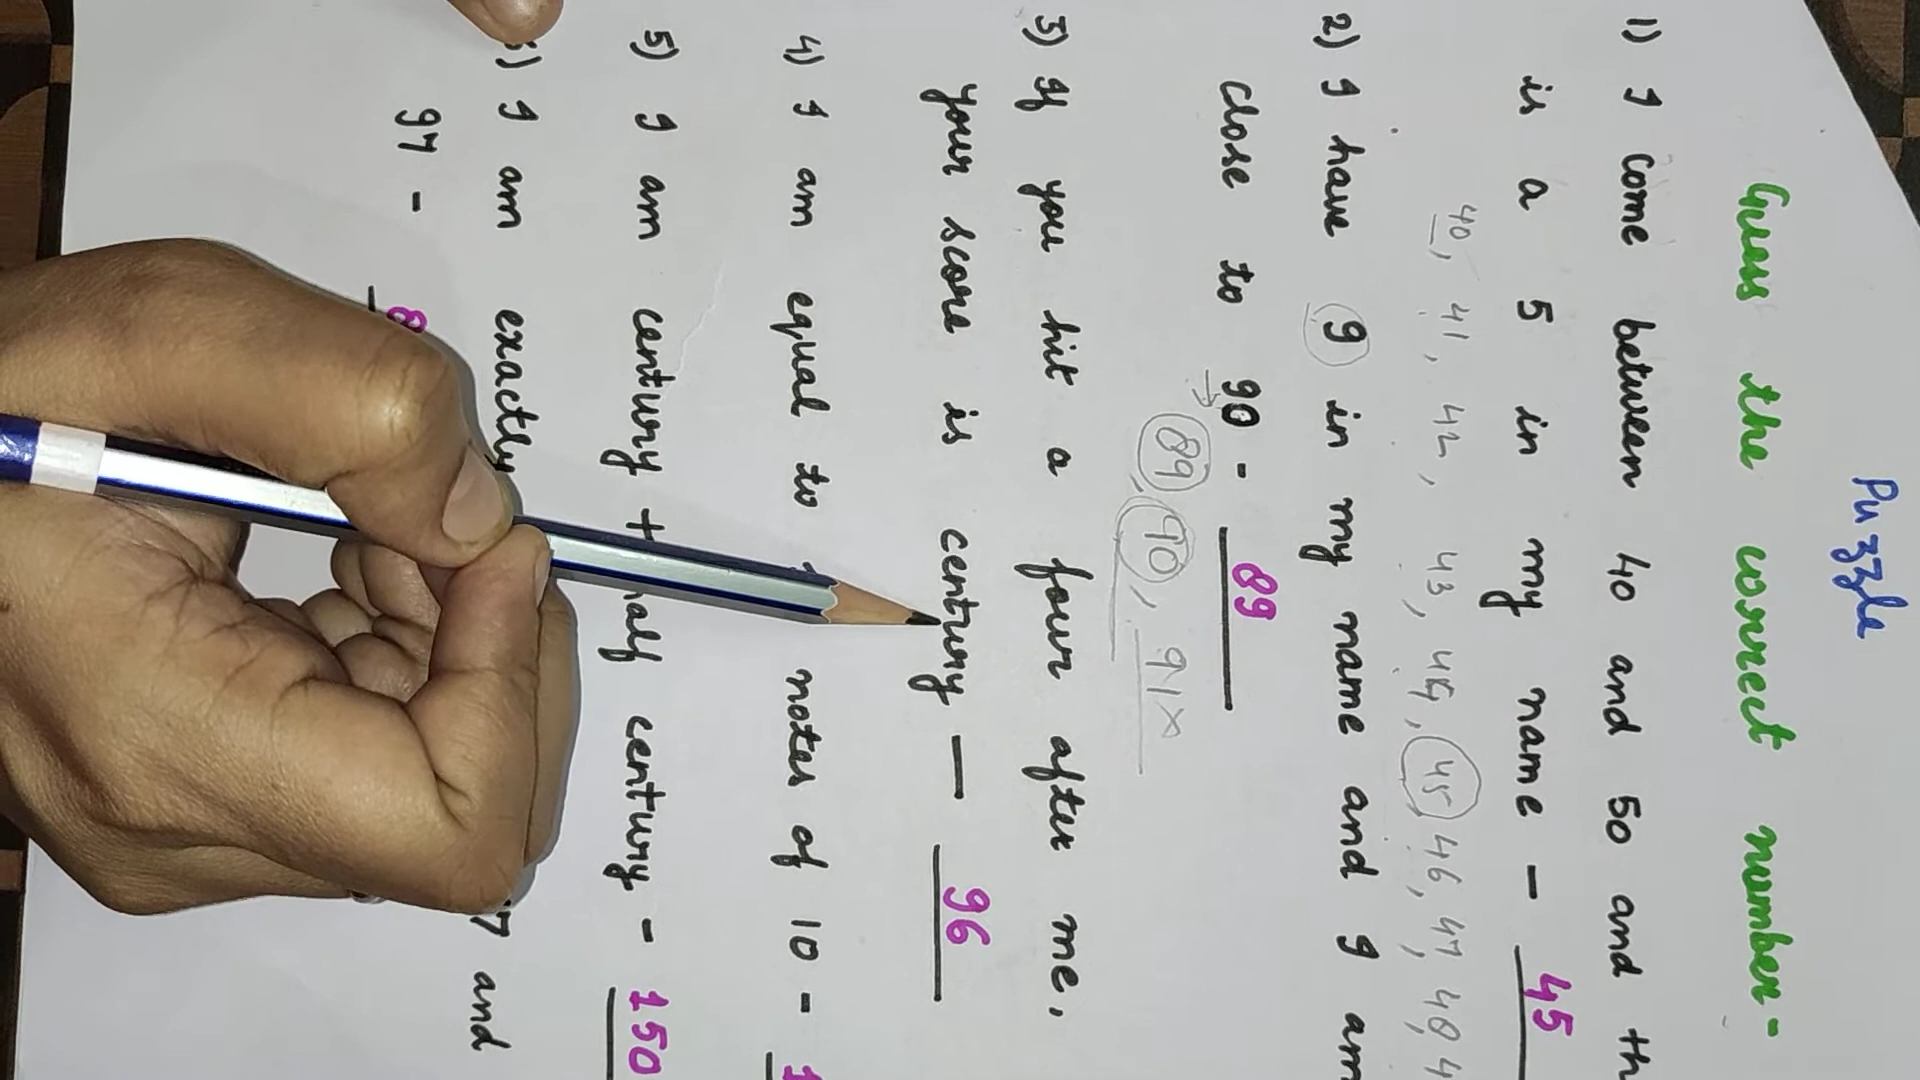 Puzzle
Guess the correct number-
1) I come between 40 and 50 and
is a 5 in my name - 45
40, 41, 42, 43, 44, 45, 46, 47,
2) I have 9 in my name and I am
close to 90 - 89
89, 90, 91 x
3) If you hit a four after me,
your score is century - 96
4) I am equal to notes of 10 -
5) I am century + half century - 150
I am exactly and
97 -